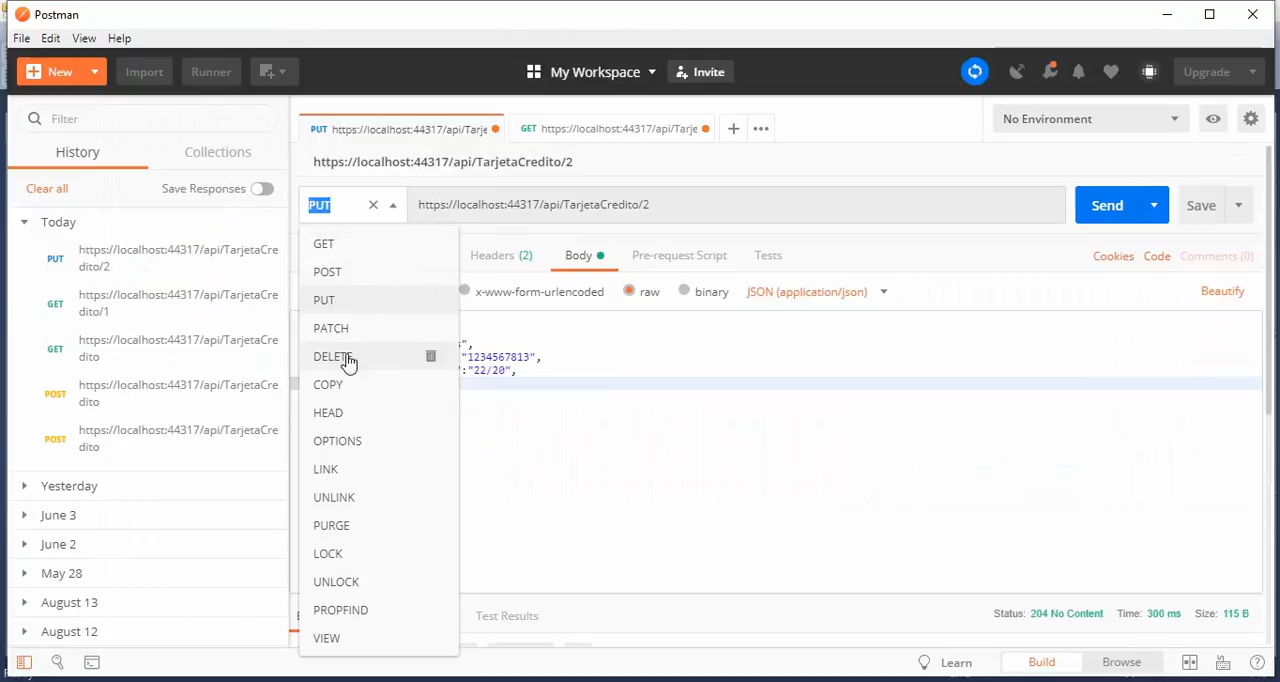 Postman
File Edit View Help
New Import Runner My Workspace Invite Upgrade
Filter
History Collections
Clear all Save Responses
Today
PUT https://localhost:44317/api/TarjetaCre
dito/2
GET https://localhost:44317/api/TarjetaCre
dito/1
GET https://localhost:44317/api/TarjetaCre
dito
POST https://localhost:44317/api/TarjetaCre
dito
POST https://localhost:44317/api/TarjetaCre
dito
Yesterday
June 3
June 2
May 28
August 13
August 12
PUT https://localhost:44317/api/Tarje GET https://localhost:44317/api/Tarje
No Environment
https://localhost:44317/api/TarjetaCredito/2
PUT https://localhost:44317/api/TarjetaCredito/2 Send Save
Headers (2) Body Pre-request Script Tests Cookies Code Comments (0)
x-www-form-urlencoded raw binary JSON (application/json) Beautify
",
"1234567813",
":"22/20",
GET
POST
PUT
PATCH
DELETE
COPY
HEAD
OPTIONS
LINK
UNLINK
PURGE
LOCK
UNLOCK
PROPFIND
VIEW
Test Results Status: 204 No Content Time: 300 ms Size: 115 B
Learn Build Browse